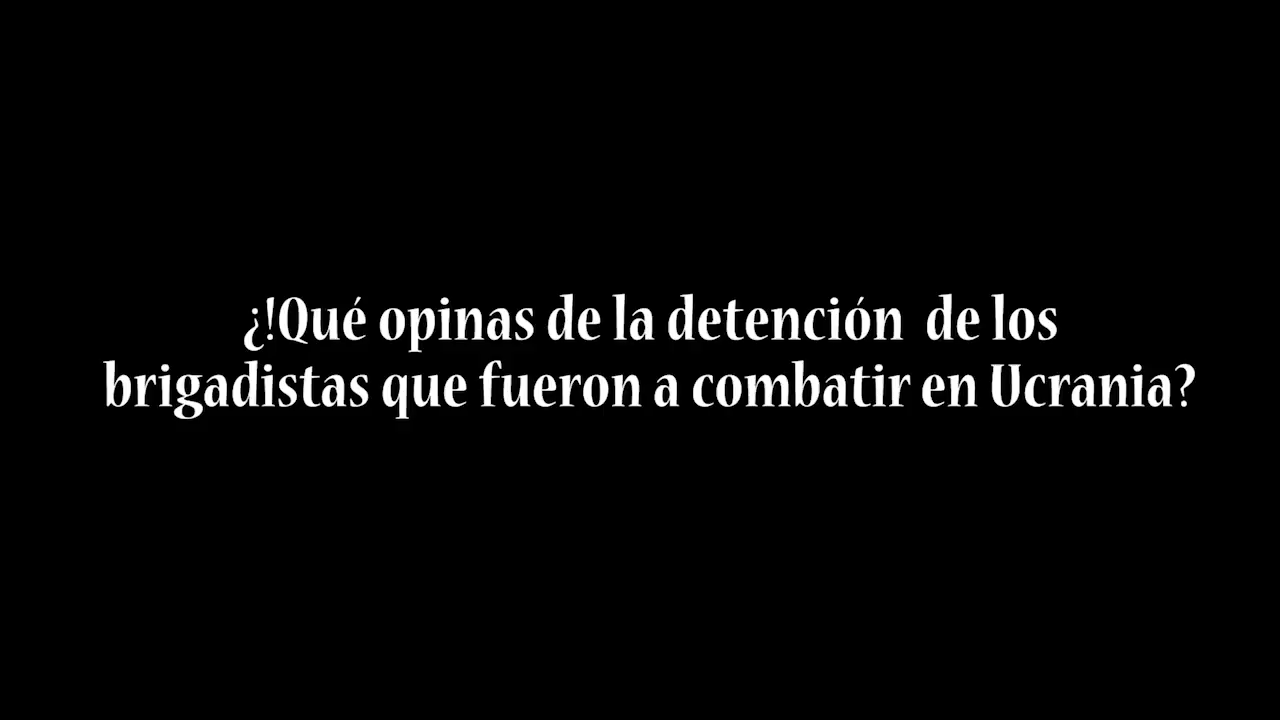 ¿!Qué opinas de la detención  de los
brigadistas que fueron a combatir en Ucrania?